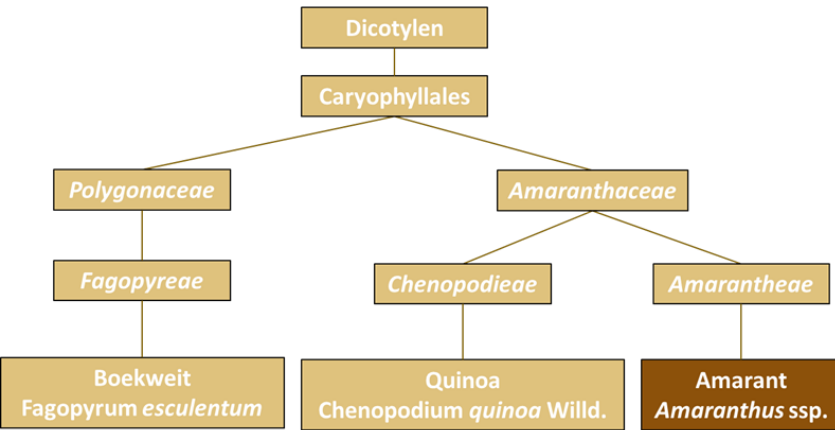 Dicotylen
Caryophyllales
Polygonaceae
Amaranthaceae
Fagopyreae
Chenopodieae
Amarantheae
Boekweit
Fagopyrum esculentum
Quinoa
Chenopodium quinoa Willd.
Amarant
Amaranthus ssp.